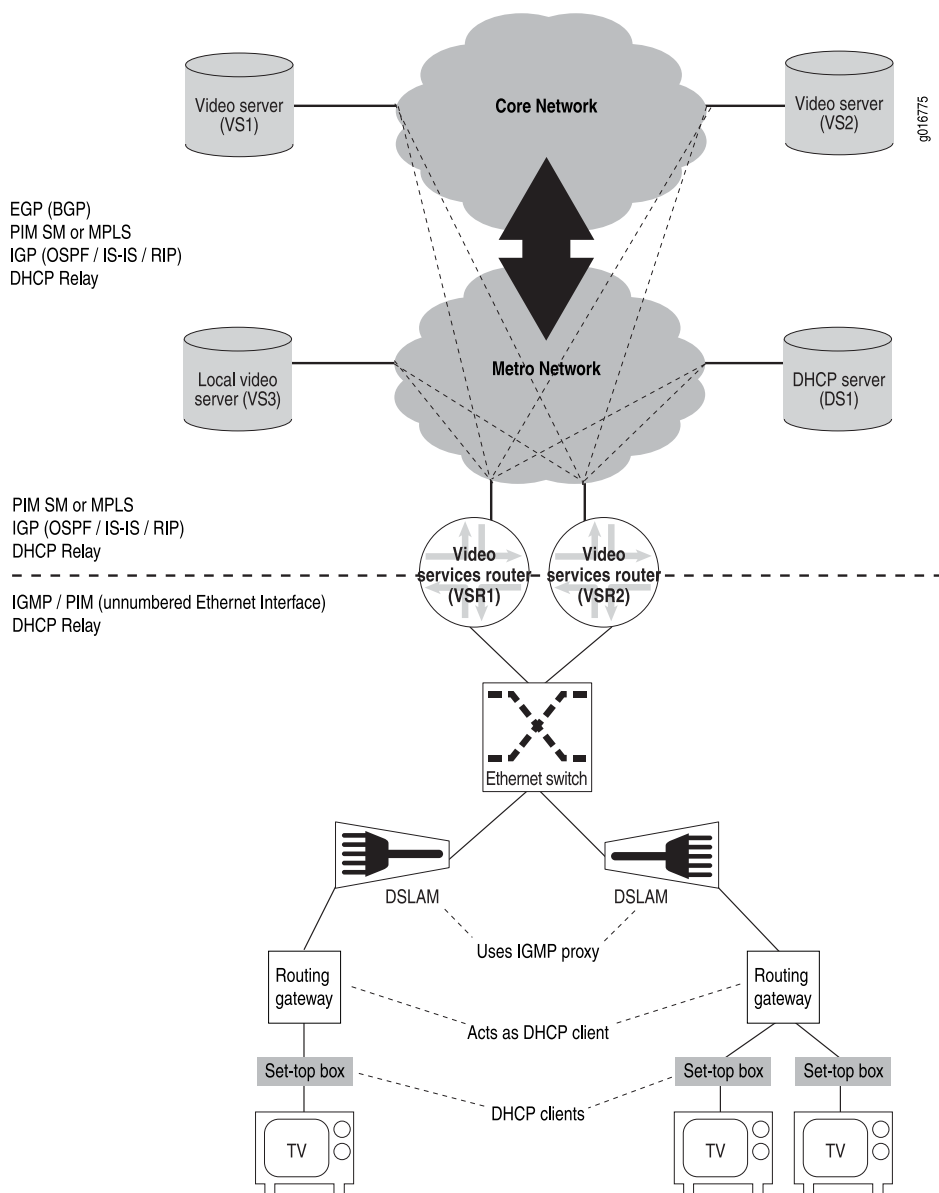 Video server
(VS1)
Core Network
Video server
(VS2)
g016775
EGP (BGP)
PIM SM or MPLS
IGP (OSPF / IS-IS / RIP)
DHCP Relay
Local video
server (VS3)
Metro Network
DHCP server
(DS1)
PIM SM or MPLS
IGP (OSPF / IS-IS / RIP)
DHCP Relay
Video
services router
(VSR1)
Video
services router
(VSR2)
IGMP / PIM (unnumbered Ethernet Interface)
DHCP Relay
Ethernet switch
DSLAM
DSLAM
Uses IGMP proxy
Routing
gateway
Routing
gateway
Acts as DHCP client
Set-top box
Set-top box
Set-top box
DHCP clients
TV
TV
TV